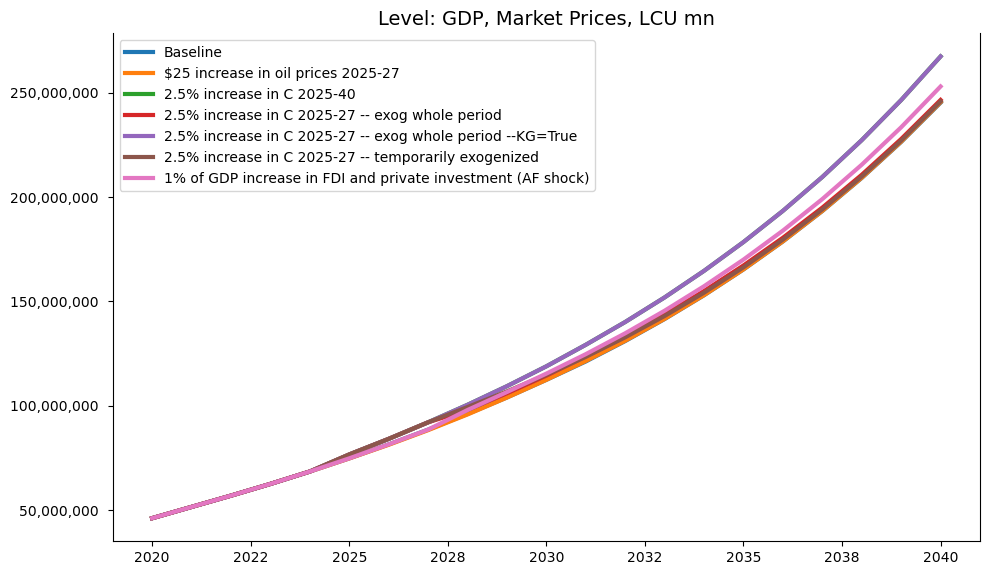 Level: GDP, Market Prices, LCU mn
Baseline
$25 increase in oil prices 2025-27
2.5% increase in C 2025-40
2.5% increase in C 2025-27 -- exog whole period
2.5% increase in C 2025-27 -- exog whole period --KG=True
2.5% increase in C 2025-27 -- temporarily exogenized
1% of GDP increase in FDI and private investment (AF shock)
250,000,000
200,000,000
150,000,000
100,000,000
50,000,000
2020 2022 2025 2028 2030 2032 2035 2038 2040